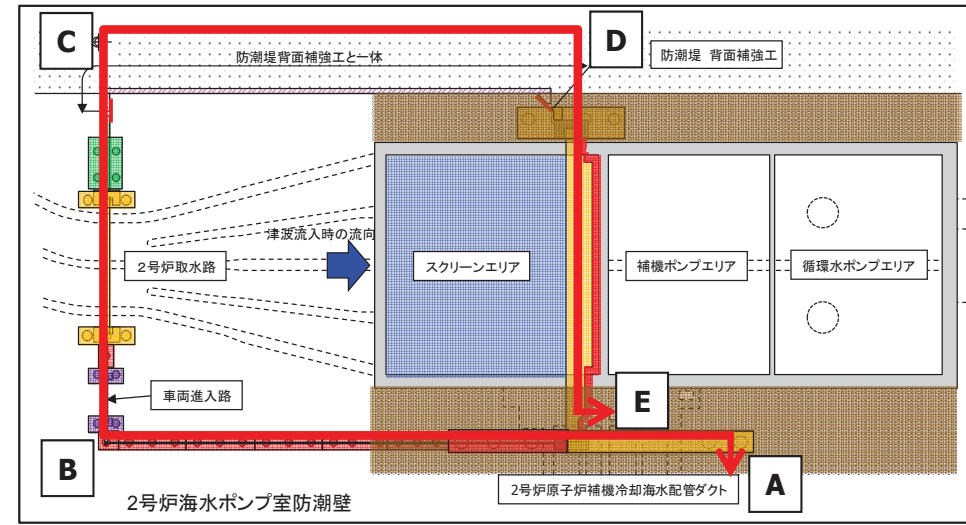 C
D
防潮堤背面補強工と一体
防潮堤 背面補強工
津波流入時の流向
2号炉取水路
スクリーンエリア
補機ポンプエリア
循環水ポンプエリア
車両進入路
E
B
A
2号炉原子炉補機冷却海水配管ダクト
2号炉海水ポンプ室防潮壁